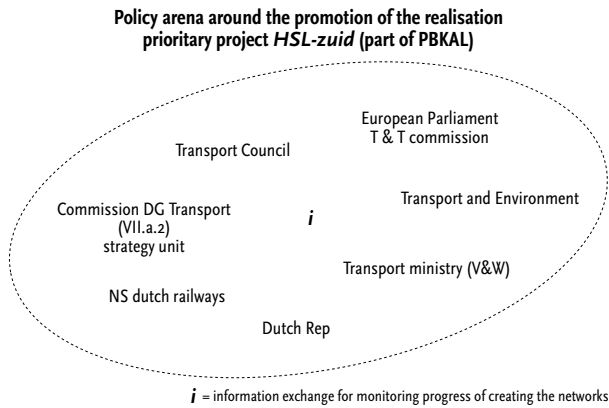 Policy arena around the promotion of the realisation
prioritary project HSL-zuid (part of PBKAL)
European Parliament
T & T commission
Transport Council
Transport and Environment
Commission DG Transport
(VII.a.2)
strategy unit
i
Transport ministry (V&W)
NS dutch railways
Dutch Rep
i = information exchange for monitoring progress of creating the networks